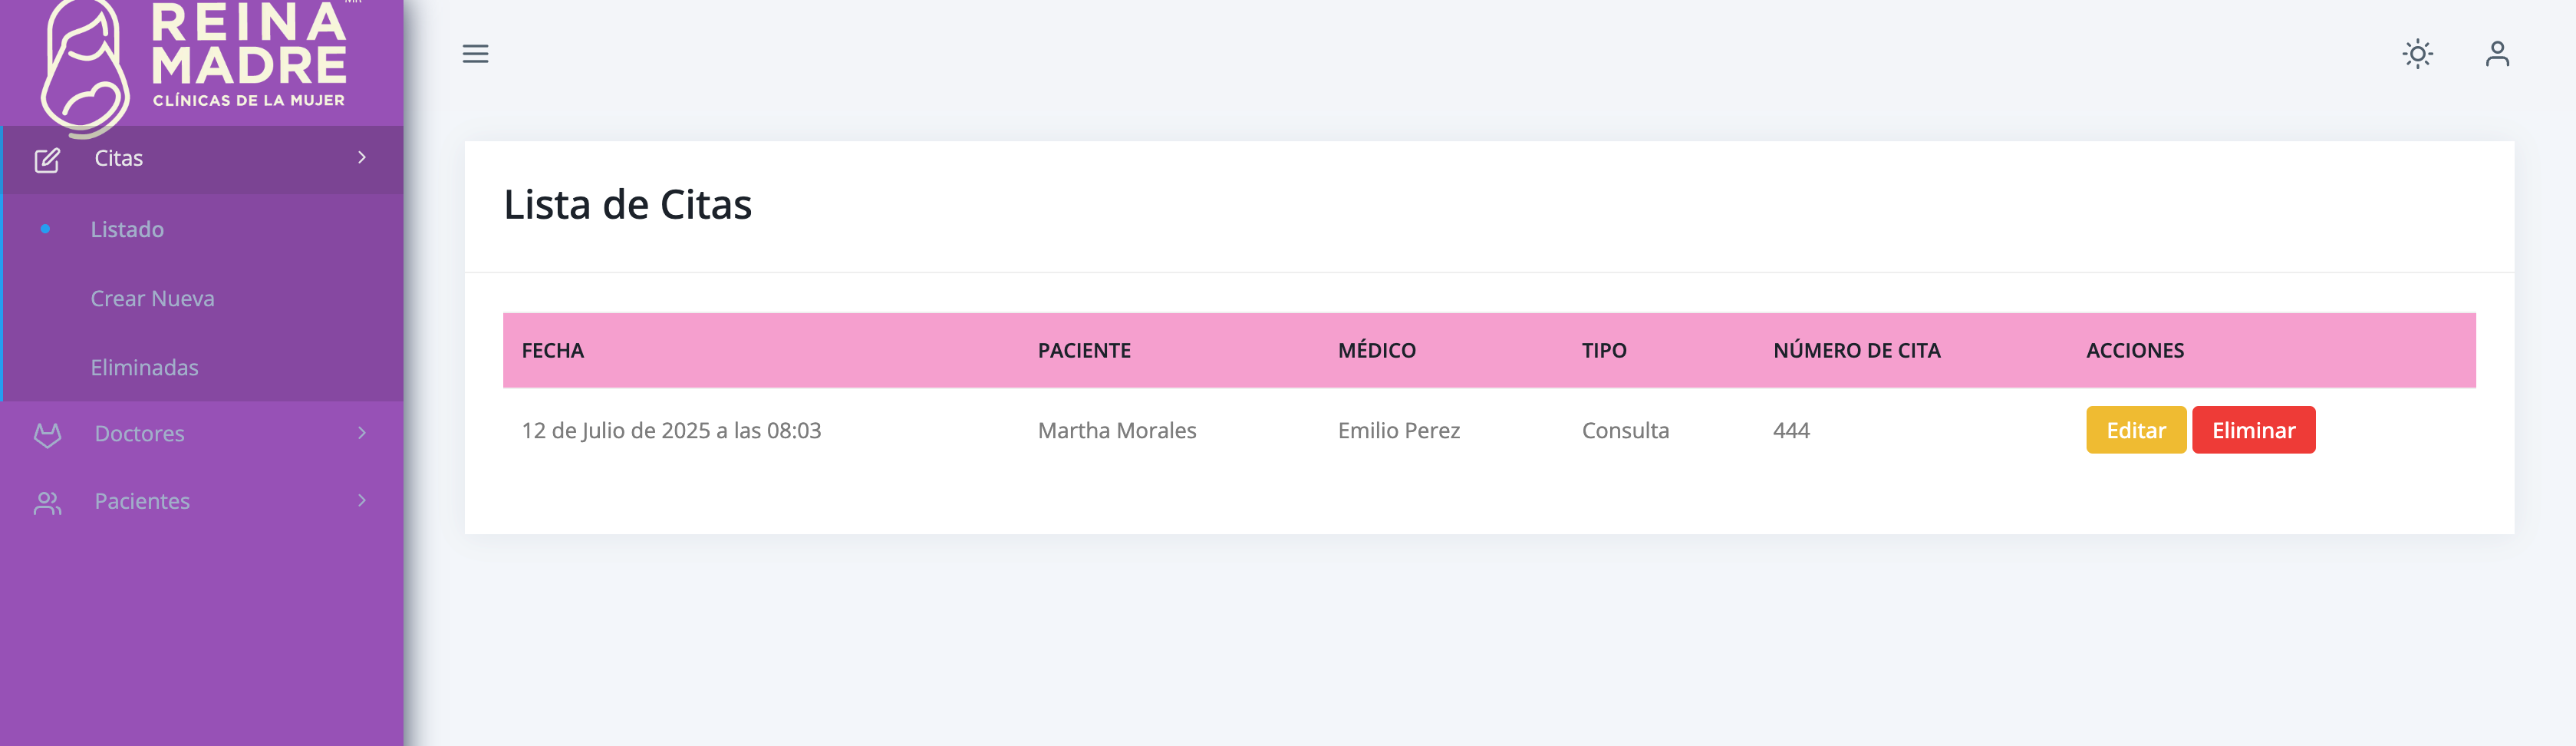 REINA
MADRE
CLÍNICAS DE LA MUJER
Citas
Listado
Crear Nueva
Eliminadas
Doctores
Pacientes
Lista de Citas
FECHA PACIENTE MÉDICO TIPO NÚMERO DE CITA ACCIONES
12 de Julio de 2025 a las 08:03 Martha Morales Emilio Perez Consulta 444 Editar Eliminar